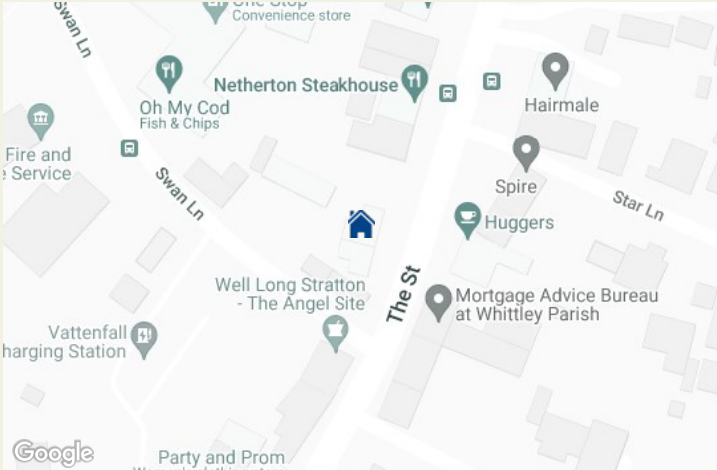 One Stop
Convenience store
Swan Ln
Netherton Steakhouse
Oh My Cod
Fish & Chips
Hairmale
Fire and
e Service
Spire
Swan Ln
Star Ln
Huggers
Well Long Stratton
- The Angel Site
The St
Mortgage Advice Bureau
at Whittley Parish
Vattenfall
harging Station
Google
Party and Prom